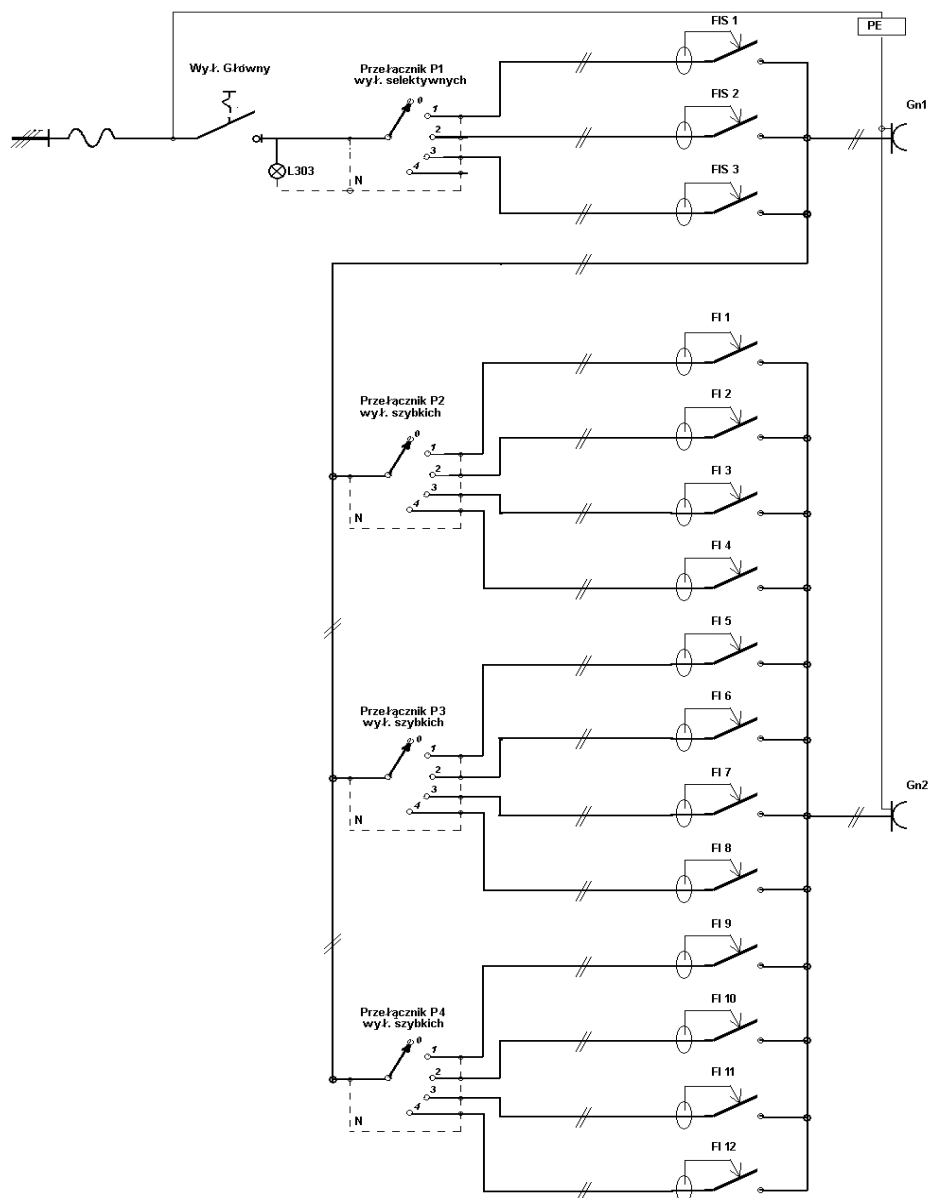 FIS 1
PE
Wył. Główny
Przełącznik P1
wył. selektywnych
0
1
2
3
4
N
L303
FIS 2
Gn1
FIS 3
FI 1
Przełącznik P2
wył. szybkich
0
1
2
3
4
N
FI 2
FI 3
FI 4
FI 5
Przełącznik P3
wył. szybkich
0
1
2
3
4
N
FI 6
FI 7
Gn2
FI 8
FI 9
Przełącznik P4
wył. szybkich
0
1
2
3
4
N
FI 10
FI 11
FI 12